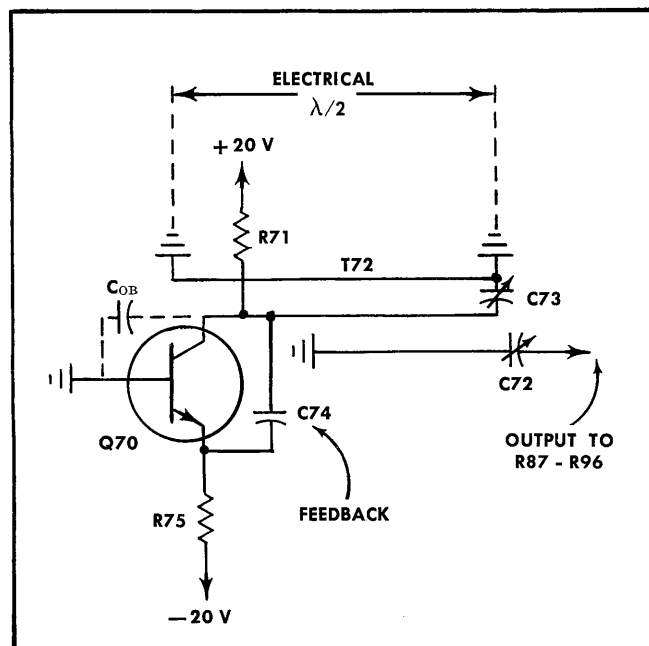 ELECTRICAL
λ/2
+20 V
R71
T72
COB
C73
C72
C74
Q70
OUTPUT TO
R87 - R96
R75
FEEDBACK
−20 V